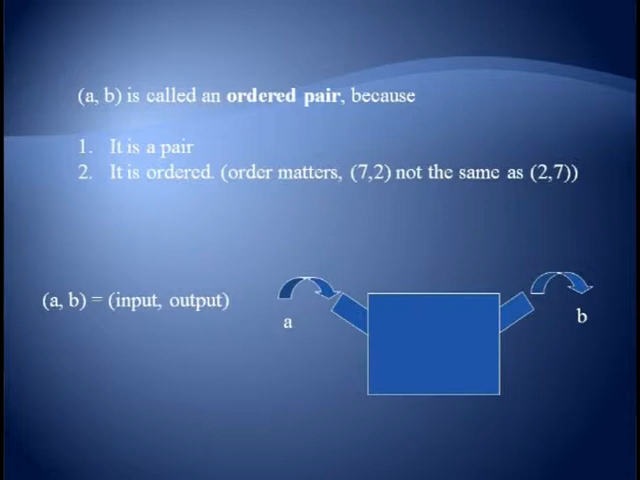 (a, b) is called an ordered pair, because
1. It is a pair
2. It is ordered. (order matters, (7,2) not the same as (2,7))
(a, b) = (input, output)
a
b